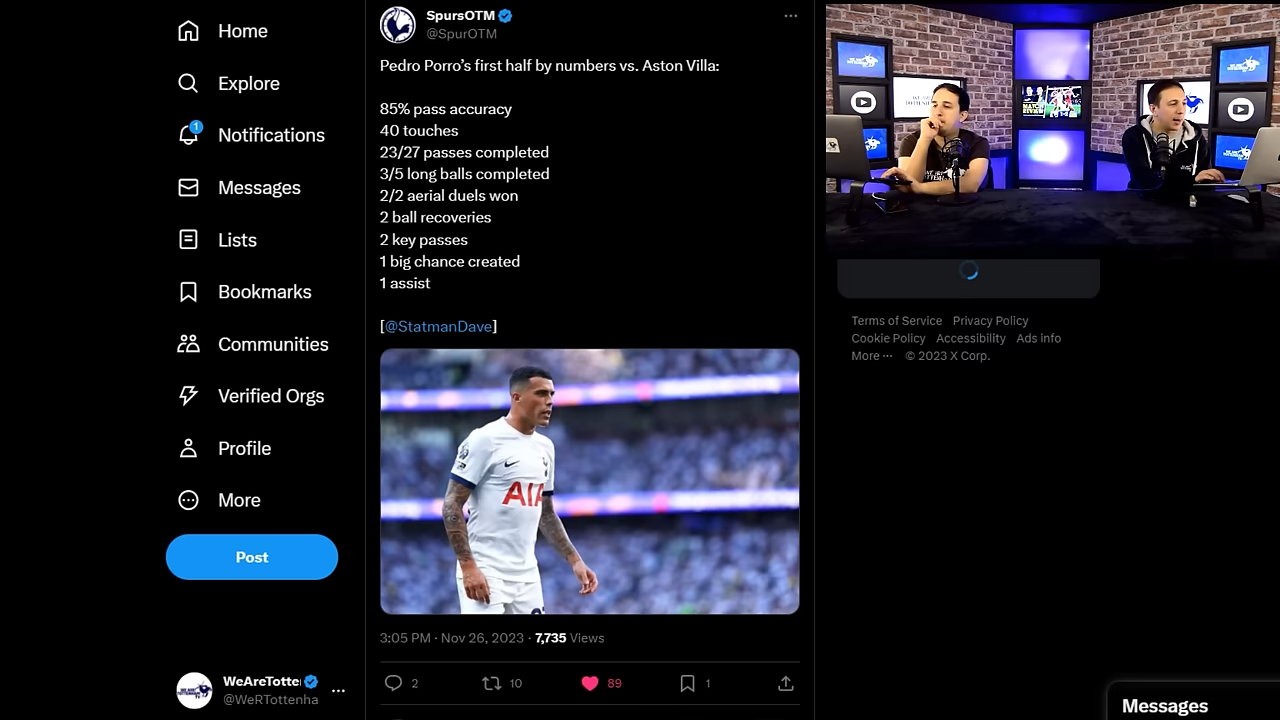 Home
Explore
1
Notifications
Messages
Lists
Bookmarks
Communities
Verified Orgs
Profile
More
Post
WeAreTotte
@WeRTottenha
SpursOTM
@SpurOTM
Pedro Porro's first half by numbers vs. Aston Villa:
85% pass accuracy
40 touches
23/27 passes completed
3/5 long balls completed
2/2 aerial duels won
2 ball recoveries
2 key passes
1 big chance created
1 assist
[@StatmanDave]
AIA
3:05 PM · Nov 26, 2023 · 7,735 Views
2
10
89
1
Terms of Service Privacy Policy
Cookie Policy Accessibility Ads info
More ··· © 2023 X Corp.
Messages